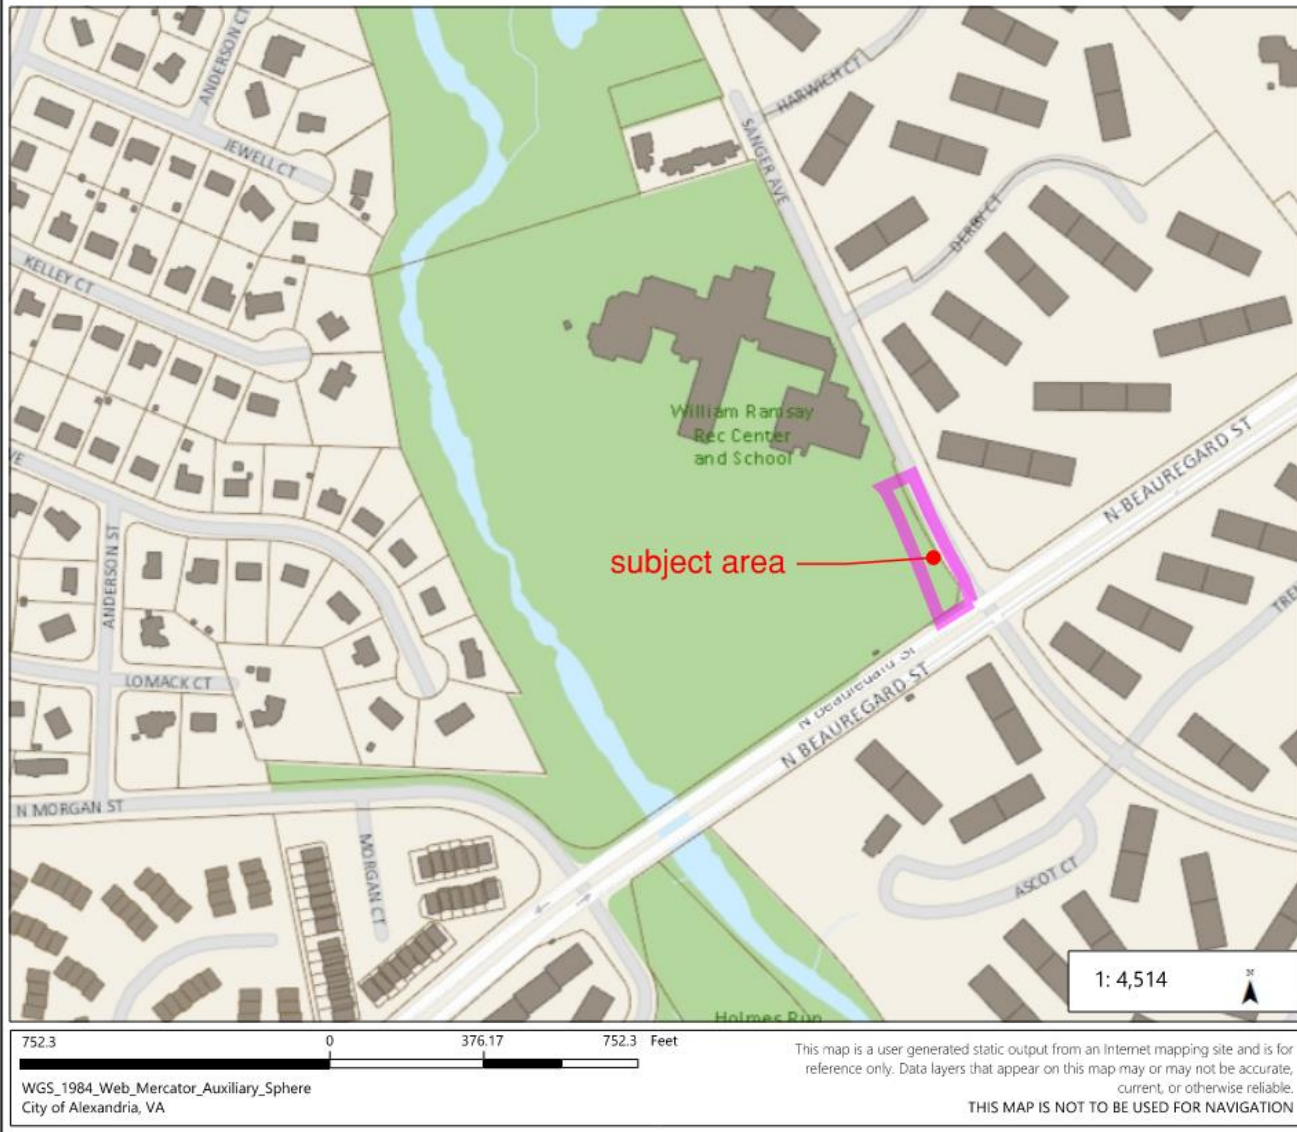 ANDERSON CT
HARWICH CT
JEWELL CT
SANGER AVE
DERBY CT
KELLEY CT
William Ramsay
Rec Center
and School
N BEAUREGARD ST
VE
subject area
ANDERSON ST
TREN
N Beauregard St
N BEAUREGARD ST
LOMACK CT
N MORGAN ST
MORGAN CT
ASCOT CT
1: 4,514
N
Holmes Run
752.3 0 376.17 752.3 Feet
WGS_1984_Web_Mercator_Auxiliary_Sphere
City of Alexandria, VA
This map is a user generated static output from an Internet mapping site and is for
reference only. Data layers that appear on this map may or may not be accurate,
current, or otherwise reliable.
THIS MAP IS NOT TO BE USED FOR NAVIGATION